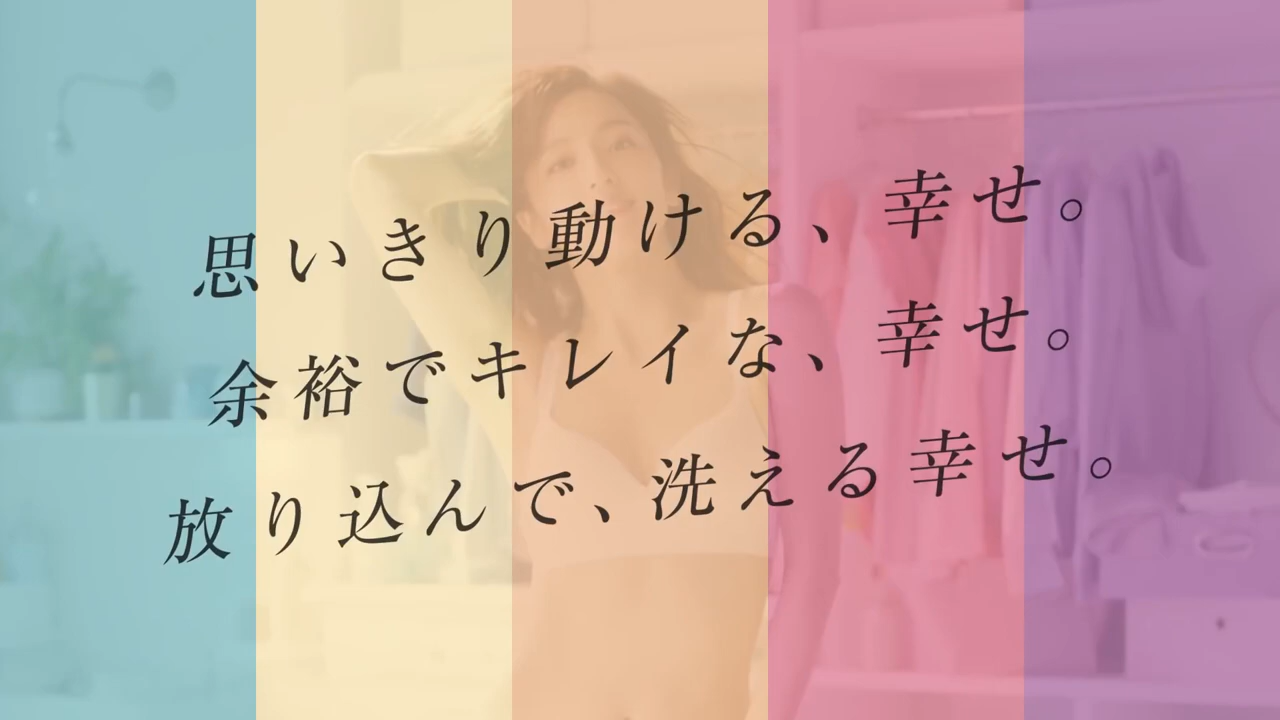 思いきり動ける、幸せ。
余裕でキレイな、幸せ。
放り込んで、洗える幸せ。